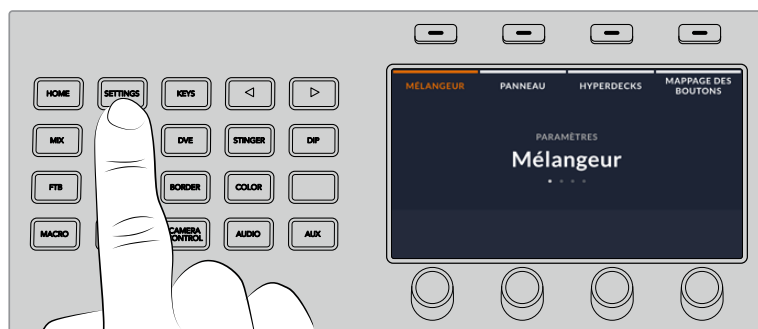 HOME SETTINGS KEYS
MIX DVE STINGER DIP
FTB BORDER COLOR
MACRO CAMERA CONTROL AUDIO AUX
MÉLANGEUR PANNEAU HYPERDECKS MAPPAGE DES
BOUTONS
PARAMÈTRES
Mélangeur